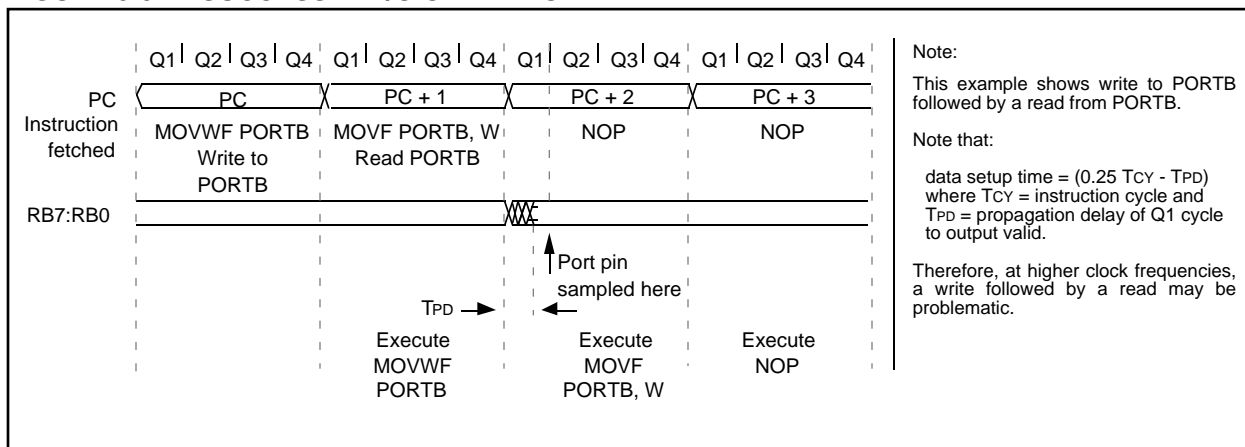 Q1 Q2 Q3 Q4 Q1 Q2 Q3 Q4 Q1 Q2 Q3 Q4 Q1 Q2 Q3 Q4
PC PC PC + 1 PC + 2 PC + 3
Instruction
fetched
MOVWF PORTB
Write to
PORTB
MOVF PORTB, W
Read PORTB
NOP
NOP
RB7:RB0
Port pin
sampled here
TPD
Execute
MOVWF
PORTB
Execute
MOVF
PORTB, W
Execute
NOP
Note:
This example shows write to PORTB
followed by a read from PORTB.
Note that:
data setup time = (0.25 TCY - TPD)
where TCY = instruction cycle and
TPD = propagation delay of Q1 cycle
to output valid.
Therefore, at higher clock frequencies,
a write followed by a read may be
problematic.